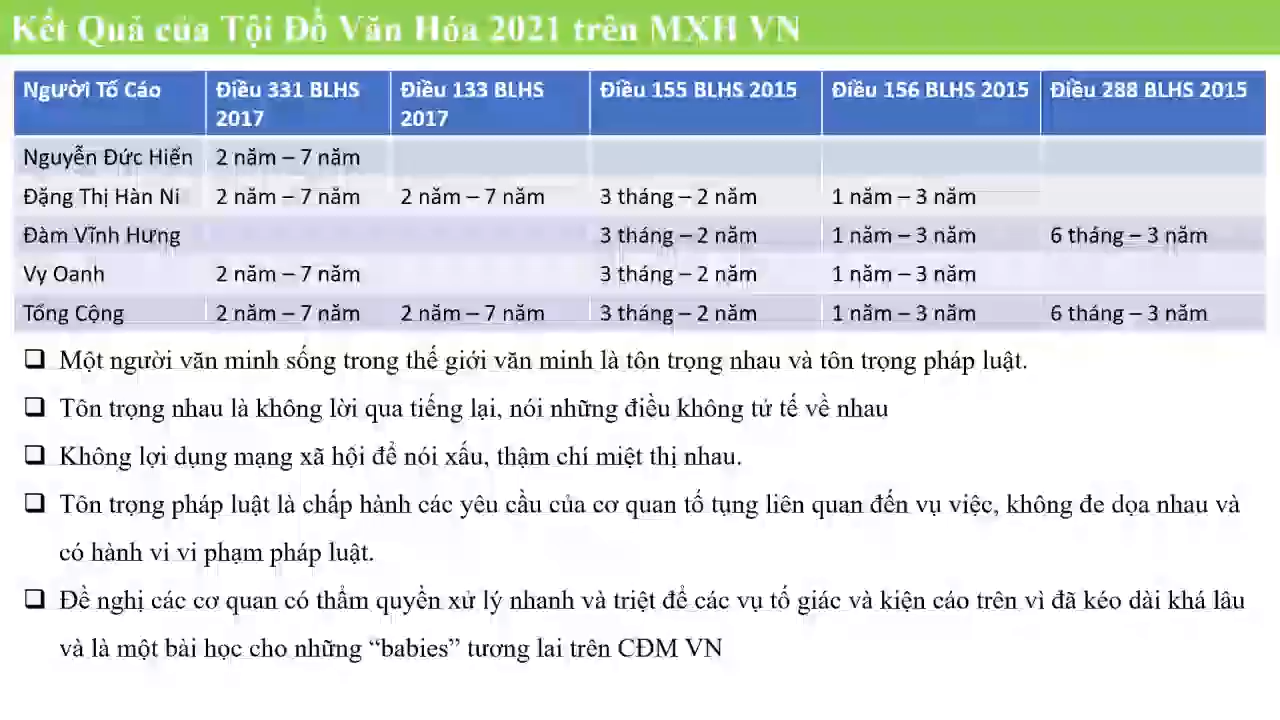 Kết Quả của Tội Đồ Văn Hóa 2021 trên MXH VN
Người Tố Cáo Điều 331 BLHS 2017 Điều 133 BLHS 2017 Điều 155 BLHS 2015 Điều 156 BLHS 2015 Điều 288 BLHS 2015
Nguyễn Đức Hiển 2 năm – 7 năm
Đặng Thị Hàn Ni 2 năm – 7 năm 2 năm – 7 năm 3 tháng – 2 năm 1 năm – 3 năm
Đàm Vĩnh Hưng 3 tháng – 2 năm 1 năm – 3 năm 6 tháng – 3 năm
Vy Oanh 2 năm – 7 năm 3 tháng – 2 năm 1 năm – 3 năm
Tổng Cộng 2 năm – 7 năm 2 năm – 7 năm 3 tháng – 2 năm 1 năm – 3 năm 6 tháng – 3 năm
❑ Một người văn minh sống trong thế giới văn minh là tôn trọng nhau và tôn trọng pháp luật.
❑ Tôn trọng nhau là không lời qua tiếng lại, nói những điều không tử tế về nhau
❑ Không lợi dụng mạng xã hội để nói xấu, thậm chí miệt thị nhau.
❑ Tôn trọng pháp luật là chấp hành các yêu cầu của cơ quan tố tụng liên quan đến vụ việc, không đe dọa nhau và
có hành vi vi phạm pháp luật.
❑ Đề nghị các cơ quan có thẩm quyền xử lý nhanh và triệt để các vụ tố giác và kiện cáo trên vì đã kéo dài khá lâu
và là một bài học cho những “babies” tương lai trên CĐM VN